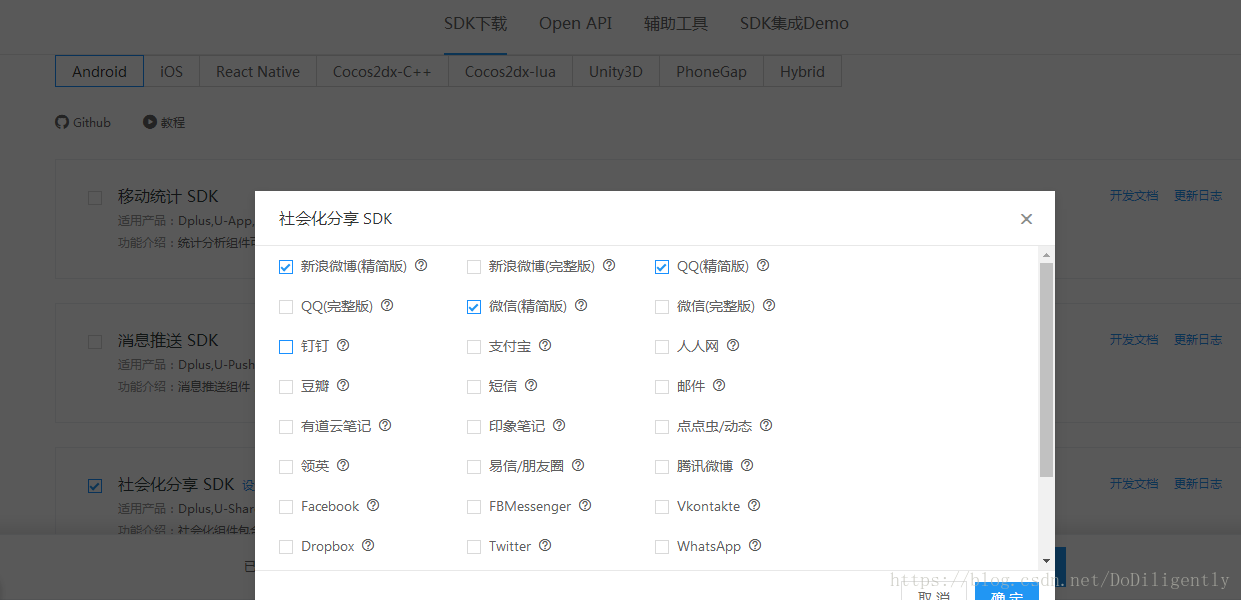 SDK下载 Open API 辅助工具 SDK集成Demo
Android iOS React Native Cocos2dx-C++ Cocos2dx-lua Unity3D PhoneGap Hybrid
Github 教程
移动统计 SDK 开发文档 更新日志
适用产品：Dplus,U-App,
功能介绍：统计分析组件
社会化分享 SDK
新浪微博(精简版) 新浪微博(完整版) QQ(精简版)
QQ(完整版) 微信(精简版) 微信(完整版)
消息推送 SDK 开发文档 更新日志
钉钉 支付宝 人人网
适用产品：Dplus,U-Push
功能介绍：消息推送组件
豆瓣 短信 邮件
有道云笔记 印象笔记 点点虫/动态
领英 易信/朋友圈 腾讯微博
社会化分享 SDK 设 开发文档 更新日志
适用产品：Dplus,U-Shar
Facebook FBMessenger Vkontakte
功能介绍：社会化组件包
Dropbox Twitter WhatsApp
已
https://blog.csdn.net/DoDiligently
取消 确定